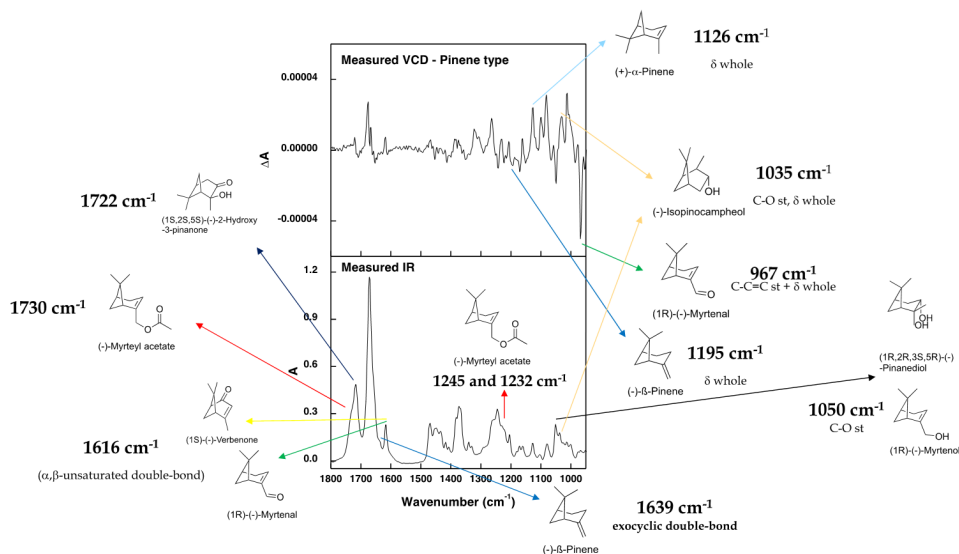 1126 cm-1
δ whole
(+)-α-Pinene
Measured VCD - Pinene type
0.00004
0.00000
-0.00004
ΔA
1722 cm-1
(1S,2S,5S)-(-)-2-Hydroxy
-3-pinanone
OH
O
1035 cm-1
C-O st, δ whole
OH
(-)-Isopinocampheol
Measured IR
1.2
0.9
0.6
0.3
0.0
A
967 cm-1
C-C=C st + δ whole
O
(1R)-(-)-Myrtenal
1730 cm-1
O
O
(-)-Myrteyl acetate
O
O
(-)-Myrteyl acetate
1245 and 1232 cm-1
1195 cm-1
δ whole
(-)-ß-Pinene
OH
OH
(1R,2R,3S,5R)-(-)
-Pinanediol
1050 cm-1
C-O st
OH
(1R)-(-)-Myrtenol
O
(1S)-(-)-Verbenone
1616 cm-1
(α,β-unsaturated double-bond)
O
(1R)-(-)-Myrtenal
1800 1700 1600 1500 1400 1300 1200 1100 1000
Wavenumber (cm-1)
1639 cm-1
exocyclic double-bond
(-)-ß-Pinene